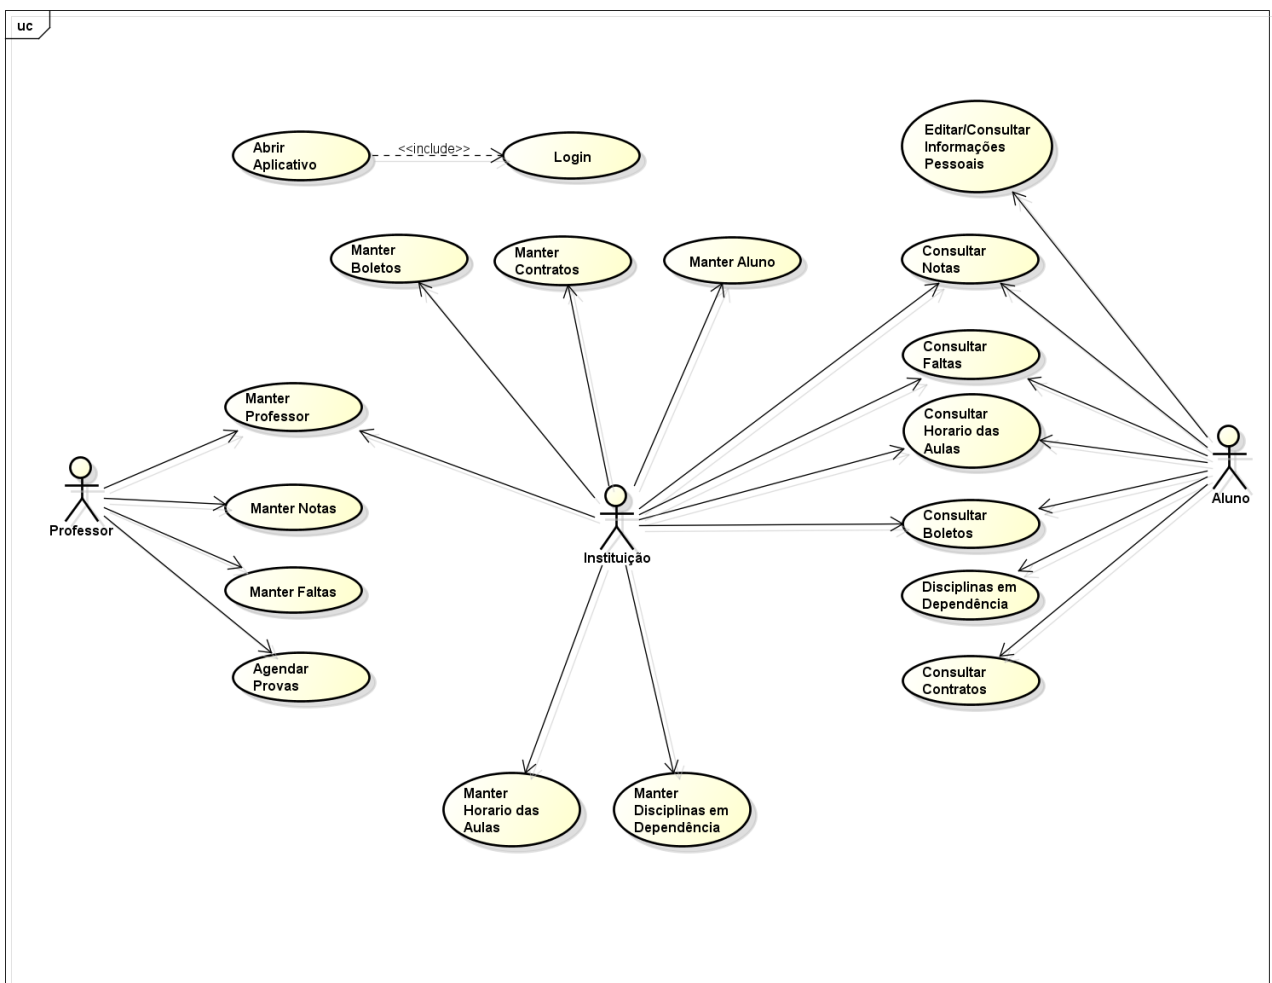 uc
Abrir
Aplicativo
<<include>>
Login
Editar/Consultar
Informações
Pessoais
Manter
Boletos
Manter
Contratos
Manter Aluno
Consultar
Notas
Consultar
Faltas
Manter
Professor
Consultar
Horario das
Aulas
Professor
Manter Notas
Instituição
Aluno
Consultar
Boletos
Manter Faltas
Disciplinas em
Dependência
Agendar
Provas
Consultar
Contratos
Manter
Horario das
Aulas
Manter
Disciplinas em
Dependência